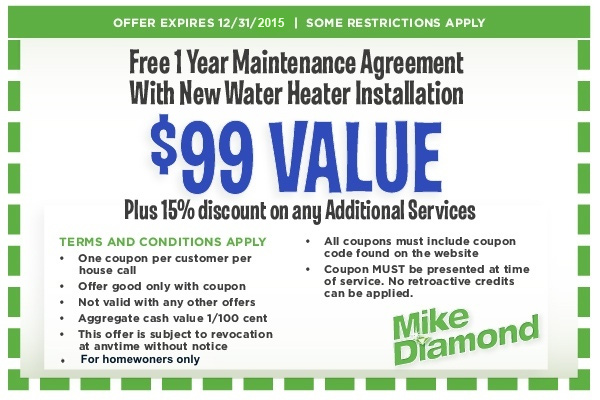 OFFER EXPIRES 12/31/2015 | SOME RESTRICTIONS APPLY
Free 1 Year Maintenance Agreement
With New Water Heater Installation
$99 VALUE
Plus 15% discount on any Additional Services
TERMS AND CONDITIONS APPLY
• One coupon per customer per
house call
• Offer good only with coupon
• Not valid with any other offers
• Aggregate cash value 1/100 cent
• This offer is subject to revocation
at anytime without notice
• For homewoners only
• All coupons must include coupon
code found on the website
• Coupon MUST be presented at time
of service. No retroactive credits
can be applied.
Mike
Diamond